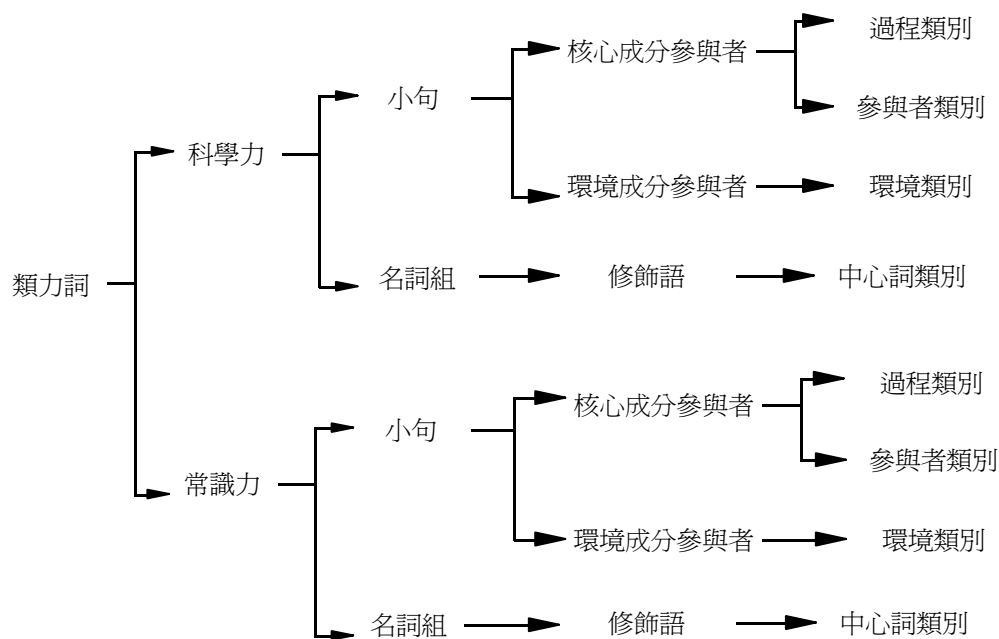 過程類別
核心成分參與者
小句
參與者類別
科學力
環境成分參與者
環境類別
名詞組
修飾語
中心詞類別
類力詞
過程類別
核心成分參與者
小句
參與者類別
常識力
環境成分參與者
環境類別
名詞組
修飾語
中心詞類別